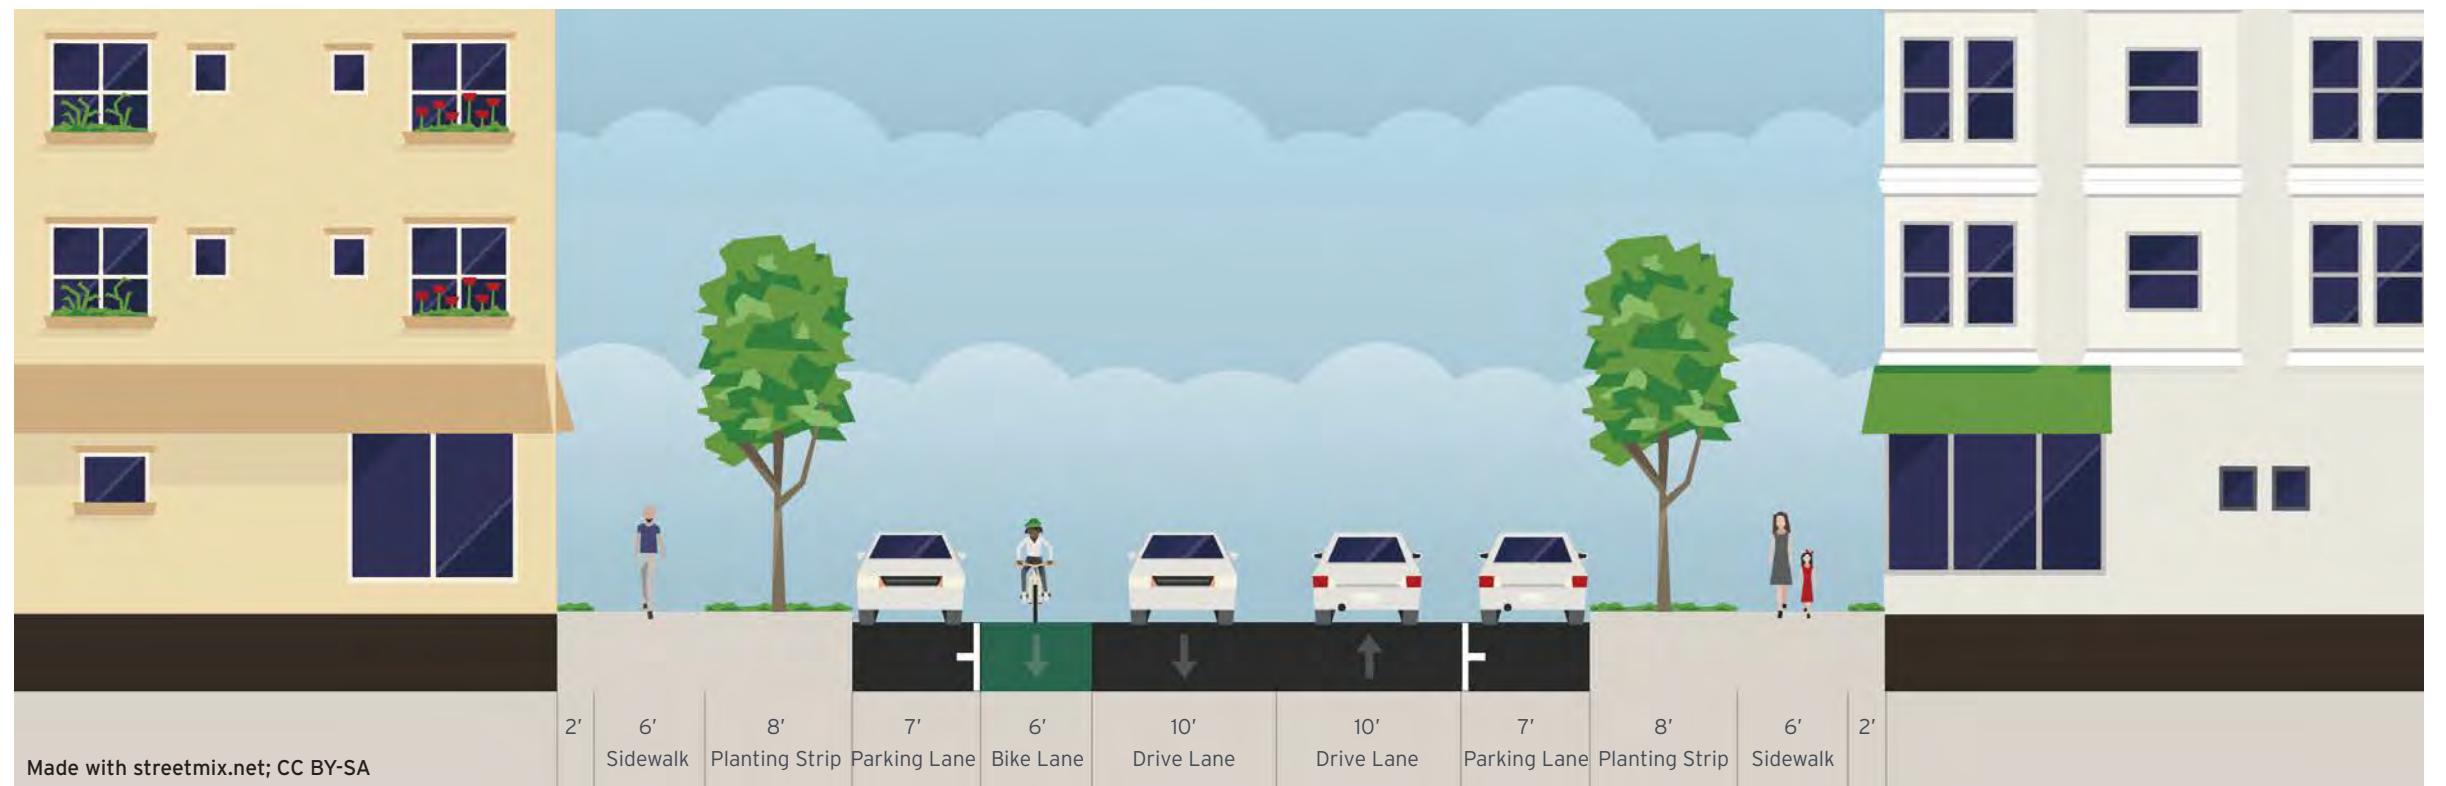 2′ 6′ 8′ 7′ 6′ 10′ 10′ 7′ 8′ 6′ 2′
Sidewalk Planting Strip Parking Lane Bike Lane Drive Lane Drive Lane Parking Lane Planting Strip Sidewalk
Made with streetmix.net; CC BY-SA